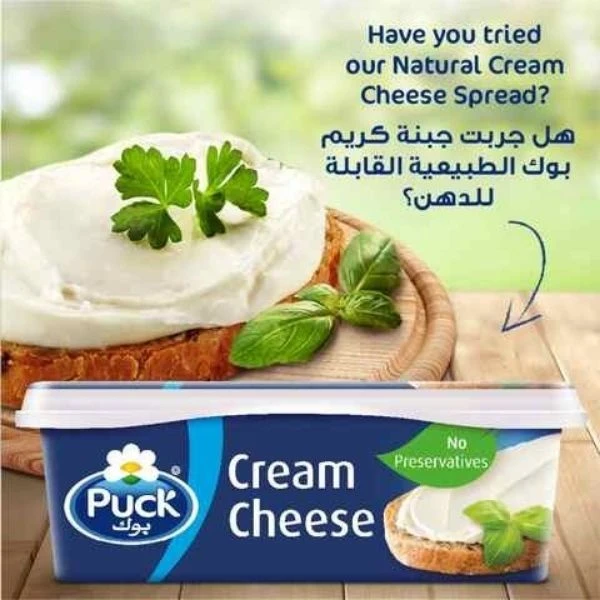 Have you tried
our Natural Cream
Cheese Spread?
هل جربت جبنة كريم
بوك الطبيعية القابلة
للدهن؟
No
Preservatives
Puck
بوك
®
Cream
Cheese